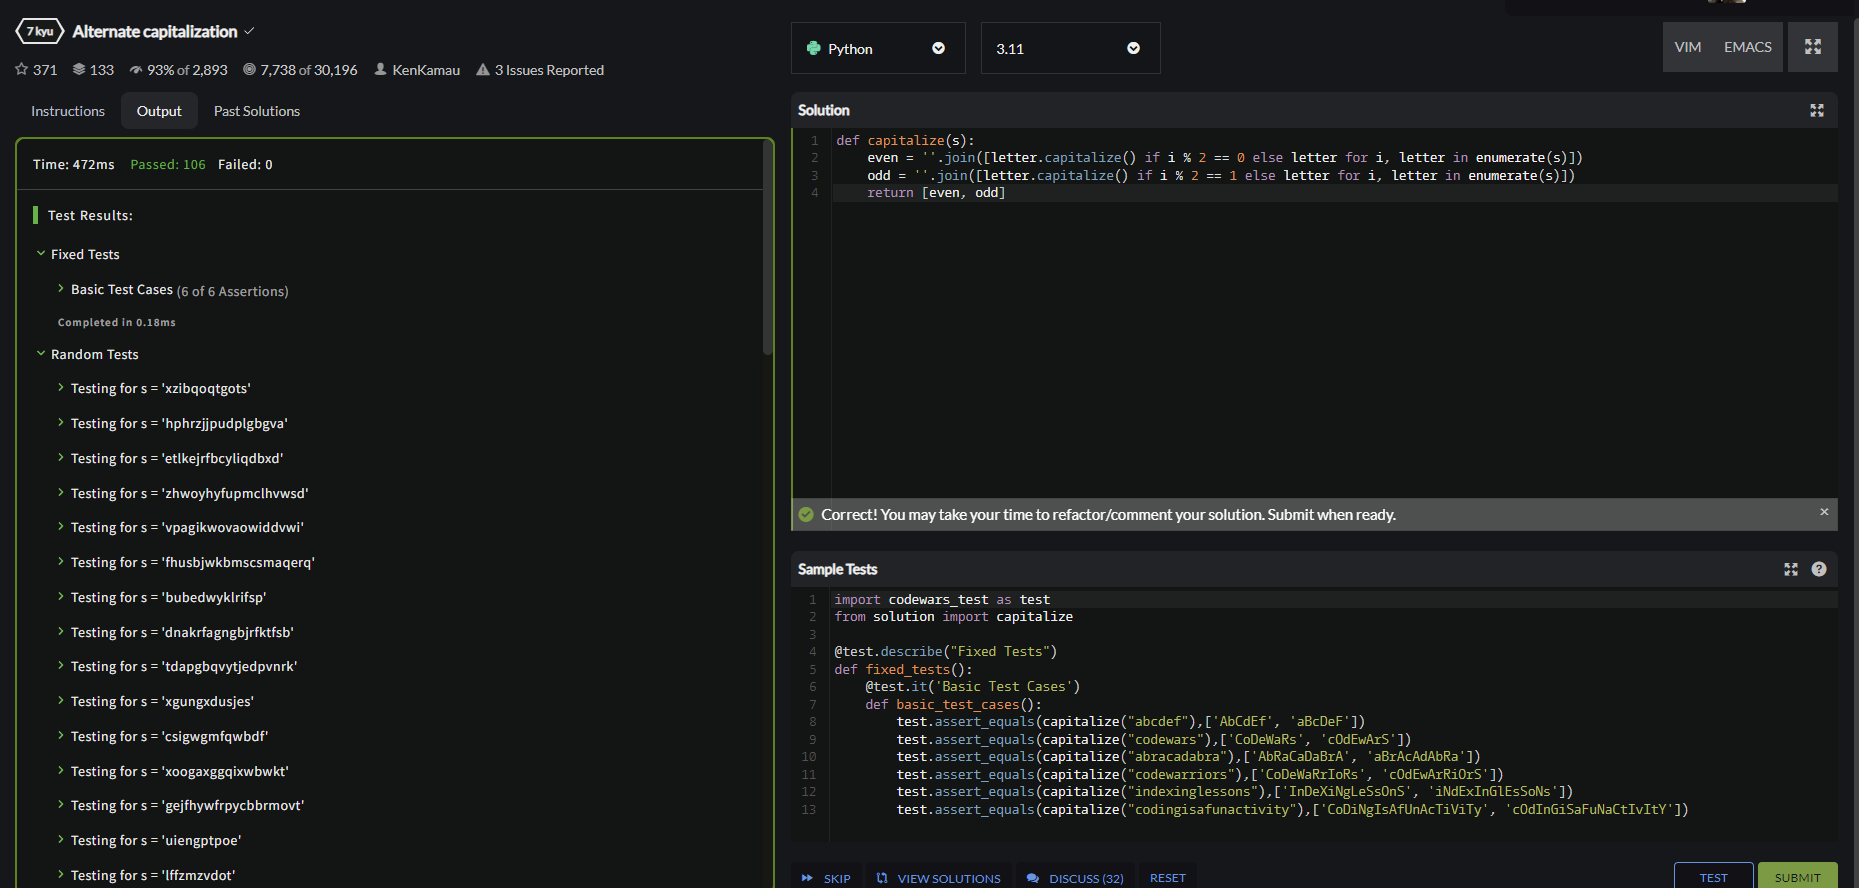 7 kyu Alternate capitalization
371 133 93% of 2,893 7,738 of 30,196 KenKamau 3 Issues Reported
Instructions Output Past Solutions
Time: 472ms Passed: 106 Failed: 0
Test Results:
Fixed Tests
Basic Test Cases (6 of 6 Assertions)
Completed in 0.18ms
Random Tests
Testing for s = 'xzibqoqtgots'
Testing for s = 'hphrzjjpudplgbgva'
Testing for s = 'etlkejrfbcyliqdbxd'
Testing for s = 'zhwoyhyfupmclhvwsd'
Testing for s = 'vpagikwovaowiddvwi'
Testing for s = 'fhusbjwkbmscsmaqerq'
Testing for s = 'bubedwyklrifsp'
Testing for s = 'dnakrfagngbjrfktfsb'
Testing for s = 'tdapgbqvytjedpvnrk'
Testing for s = 'xgungxdusjes'
Testing for s = 'csigwgmfqwbdf'
Testing for s = 'xoogaxggqixwbwkt'
Testing for s = 'gejfhywfrpycbbrmovt'
Testing for s = 'uiengptpoe'
Testing for s = 'lffzmzvdot'
Python 3.11 VIM EMACS
Solution
1 def capitalize(s):
2 even = ''.join([letter.capitalize() if i % 2 == 0 else letter for i, letter in enumerate(s)])
3 odd = ''.join([letter.capitalize() if i % 2 == 1 else letter for i, letter in enumerate(s)])
4 return [even, odd]
Correct! You may take your time to refactor/comment your solution. Submit when ready. ×
Sample Tests ?
1 import codewars_test as test
2 from solution import capitalize
3
4 @test.describe("Fixed Tests")
5 def fixed_tests():
6 @test.it('Basic Test Cases')
7 def basic_test_cases():
8 test.assert_equals(capitalize("abcdef"),['AbCdEf', 'aBcDeF'])
9 test.assert_equals(capitalize("codewars"),['CoDeWaRs', 'cOdEwArS'])
10 test.assert_equals(capitalize("abracadabra"),['AbRaCaDaBrA', 'aBrAcAdAbRa'])
11 test.assert_equals(capitalize("codewarriors"),['CoDeWaRrIoRs', 'cOdEwArRiOrS'])
12 test.assert_equals(capitalize("indexinglessons"),['InDeXiNgLeSsOnS', 'iNdExInGlEsSoNs'])
13 test.assert_equals(capitalize("codingisafunactivity"),['CoDiNgIsAfUnAcTiViTy', 'cOdInGiSaFuNaCtIvItY'])
SKIP VIEW SOLUTIONS DISCUSS (32) RESET TEST SUBMIT